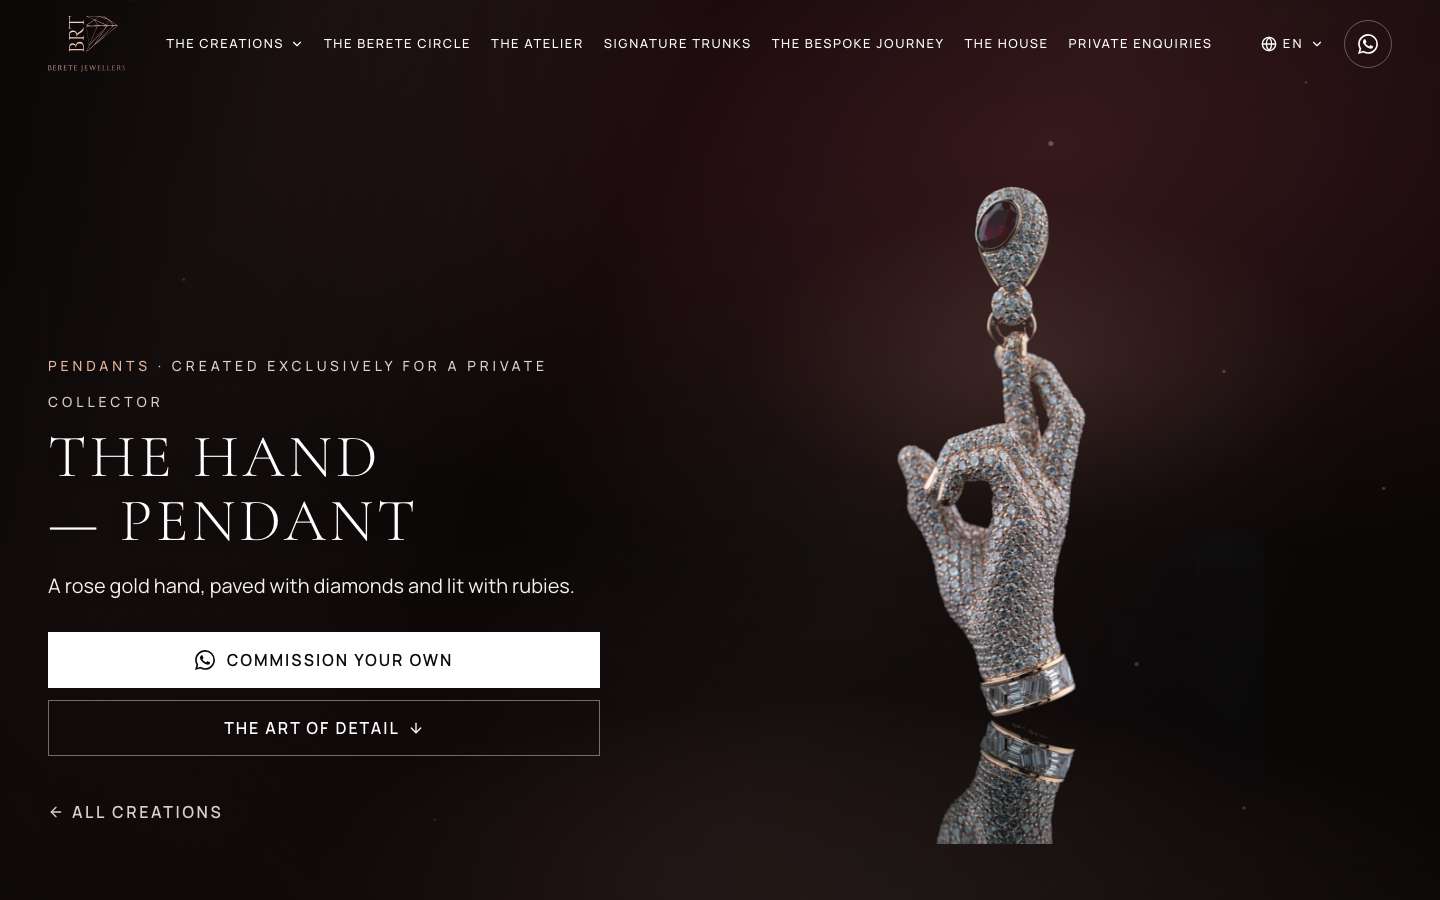 BRT
BERETE JEWELLERS
THE CREATIONS
THE BERETE CIRCLE
THE ATELIER
SIGNATURE TRUNKS
THE BESPOKE JOURNEY
THE HOUSE
PRIVATE ENQUIRIES
EN
PENDANTS · CREATED EXCLUSIVELY FOR A PRIVATE
COLLECTOR
THE HAND
— PENDANT
A rose gold hand, paved with diamonds and lit with rubies.
COMMISSION YOUR OWN
THE ART OF DETAIL ↓
← ALL CREATIONS